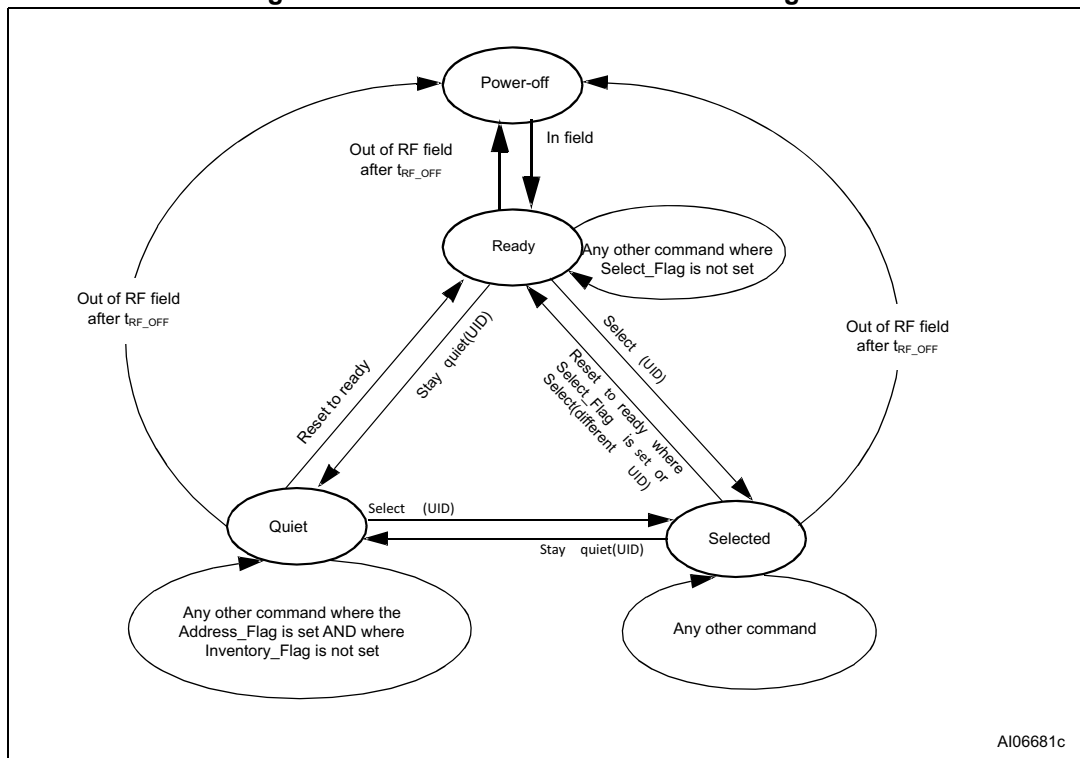 Power-off
Out of RF field
after tRF_OFF
In field
Ready
Any other command where
Select_Flag is not set
Out of RF field
after tRF_OFF
Out of RF field
after tRF_OFF
Reset to ready
Stay quiet(UID)
Select (UID)
Reset to ready where
Select_Flag is set or
Select(different UID)
Quiet
Select (UID)
Stay quiet(UID)
Selected
Any other command where the
Address_Flag is set AND where
Inventory_Flag is not set
Any other command
AI06681c